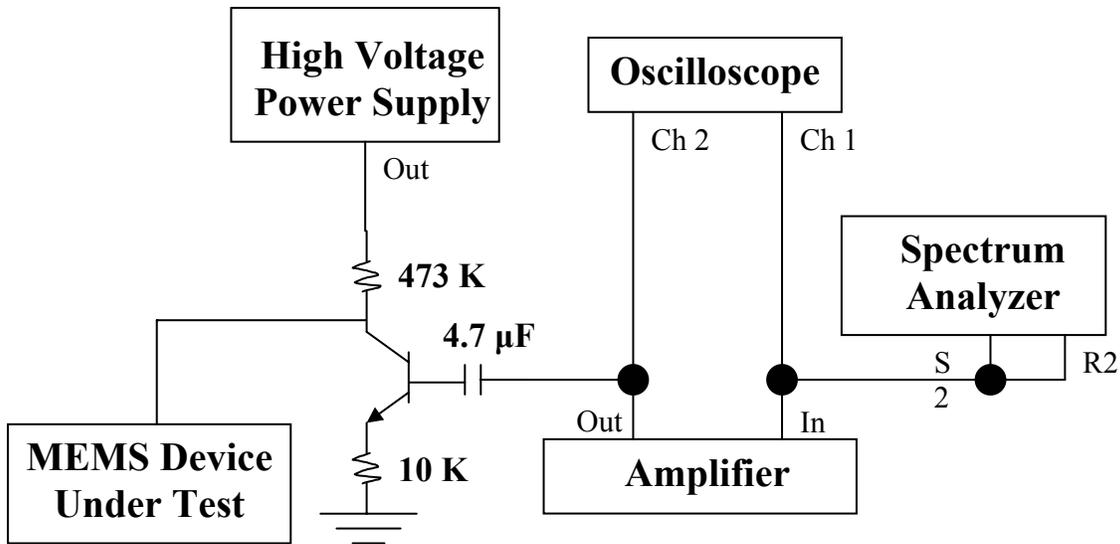 High Voltage
Power Supply
Out
Oscilloscope
Ch 2
Ch 1
473 K
4.7 µF
Spectrum
Analyzer
S
2
R2
Out
In
MEMS Device
Under Test
10 K
Amplifier